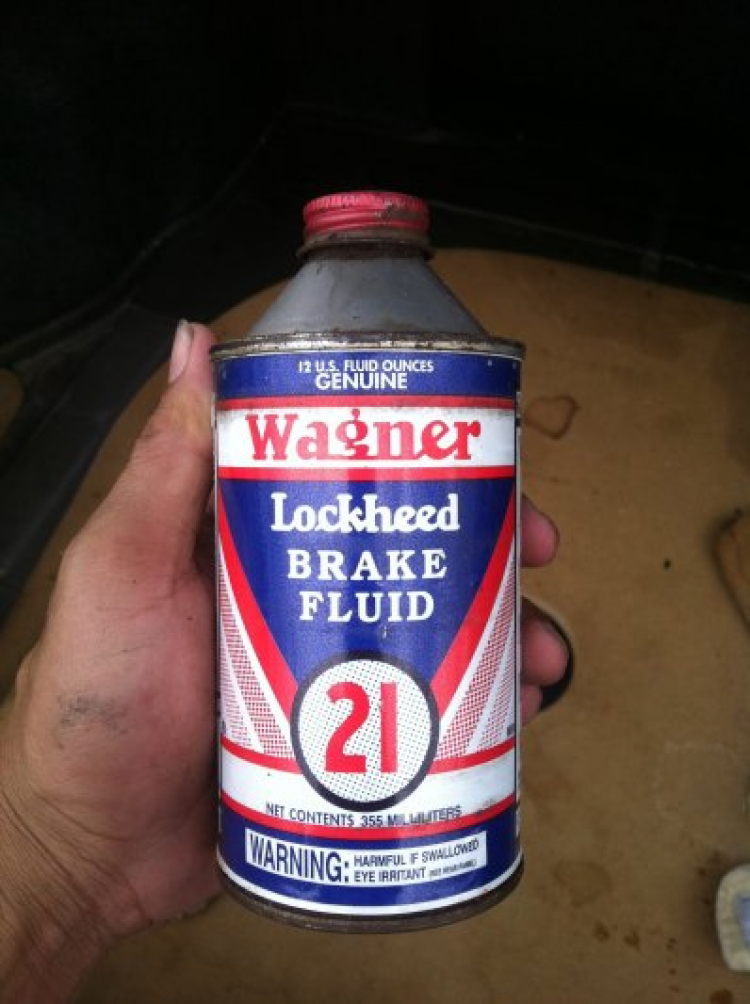 12 U.S. FLUID OUNCES
GENUINE
Wagner
Lockheed
BRAKE
FLUID
21
NET CONTENTS 355 MILLILITERS
WARNING: HARMFUL IF SWALLOWED
EYE IRRITANT